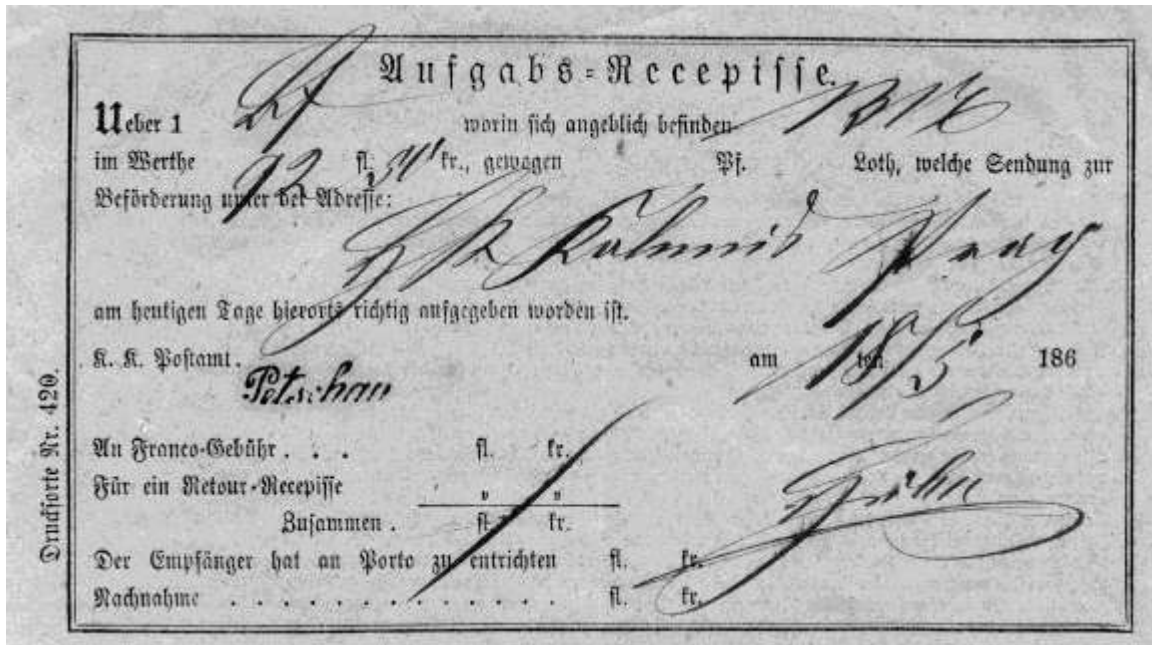 Aufgabs=Recepisse.
Ueber 1 worin sich angeblich befinden
im Werthe fl. kr., gewogen Pf. Loth, welche Sendung zur
Beförderung unter der Adresse:
am heutigen Tage hierorts richtig aufgegeben worden ist.
K. K. Postamt. Petschau am 18/5 ten 186
An Franco-Gebühr . . . fl. kr.
Für ein Retour-Recepisse " "
Zusammen . fl. kr.
Der Empfänger hat an Porto zu entrichten fl. kr.
Nachnahme . . . . . . . . . . . . . fl. kr.
Drucksorte Nr. 420.